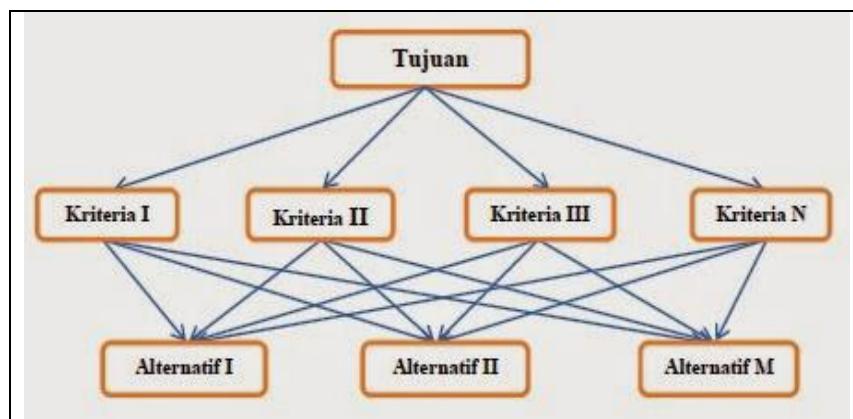 Tujuan
Kriteria I
Kriteria II
Kriteria III
Kriteria N
Alternatif I
Alternatif II
Alternatif M